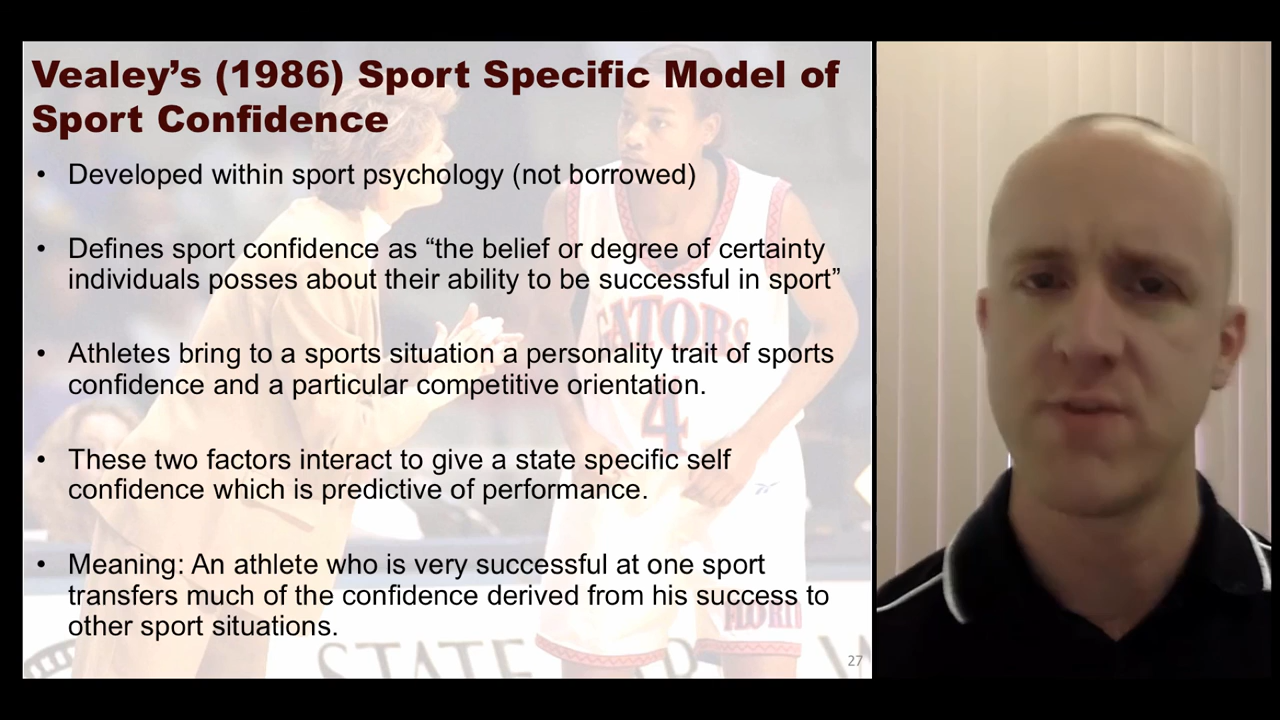 Vealey’s (1986) Sport Specific Model of
Sport Confidence
• Developed within sport psychology (not borrowed)
• Defines sport confidence as “the belief or degree of certainty
individuals posses about their ability to be successful in sport”
• Athletes bring to a sports situation a personality trait of sports
confidence and a particular competitive orientation.
• These two factors interact to give a state specific self
confidence which is predictive of performance.
• Meaning: An athlete who is very successful at one sport
transfers much of the confidence derived from his success to
other sport situations.
GATORS
4
STATE
27